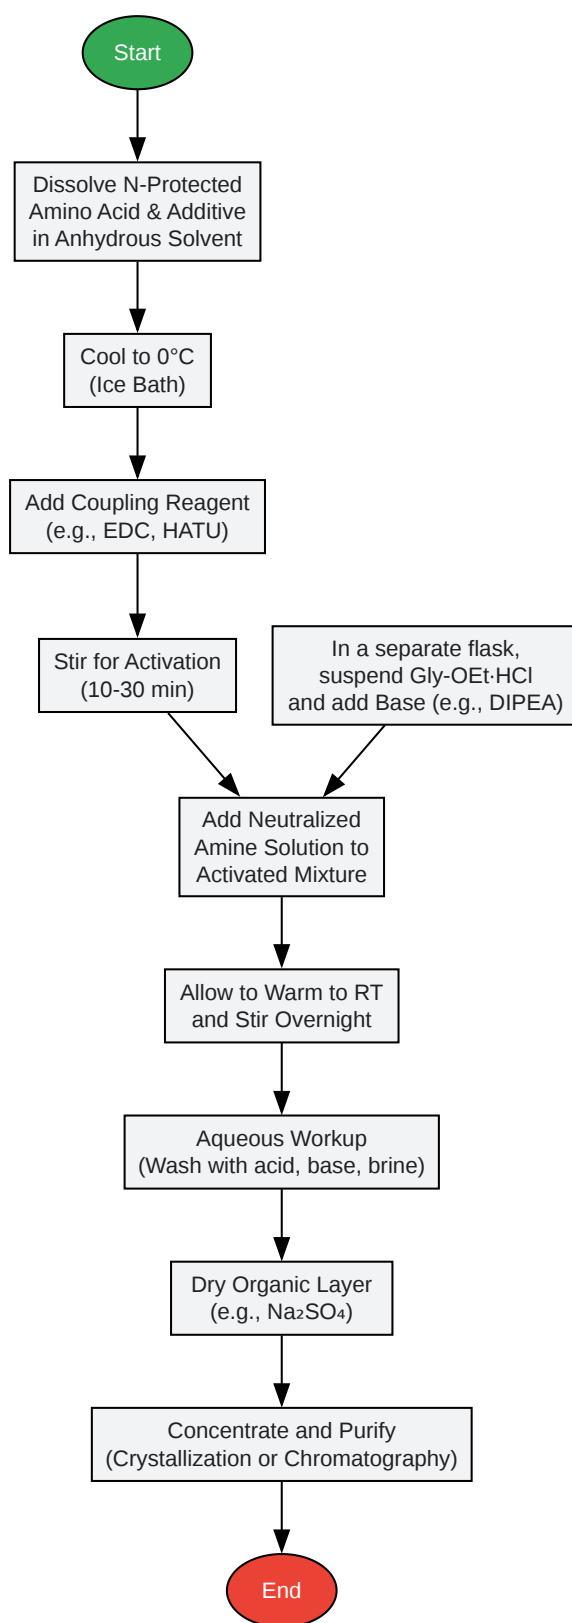 Start
Dissolve N-Protected
Amino Acid & Additive
in Anhydrous Solvent
Cool to 0°C
(Ice Bath)
Add Coupling Reagent
(e.g., EDC, HATU)
Stir for Activation
(10-30 min)
In a separate flask,
suspend Gly-OEt·HCl
and add Base (e.g., DIPEA)
Add Neutralized
Amine Solution to
Activated Mixture
Allow to Warm to RT
and Stir Overnight
Aqueous Workup
(Wash with acid, base, brine)
Dry Organic Layer
(e.g., Na₂SO₄)
Concentrate and Purify
(Crystallization or Chromatography)
End